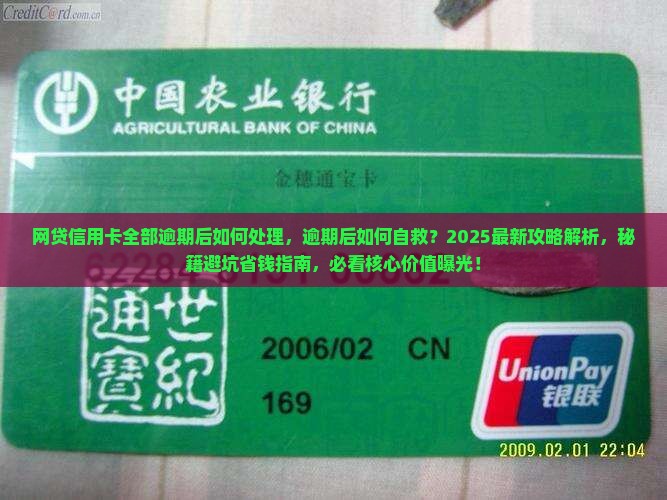 CreditCard.com.cn
中国农业银行
AGRICULTURAL BANK OF CHINA
金穗通宝卡
网贷信用卡全部逾期后如何处理，逾期后如何自救？2025最新攻略解析，秘
籍避坑省钱指南，必看核心价值曝光！
世纪
通寶
2006/02 CN
169
UnionPay
银联
2009.02.01 22:04